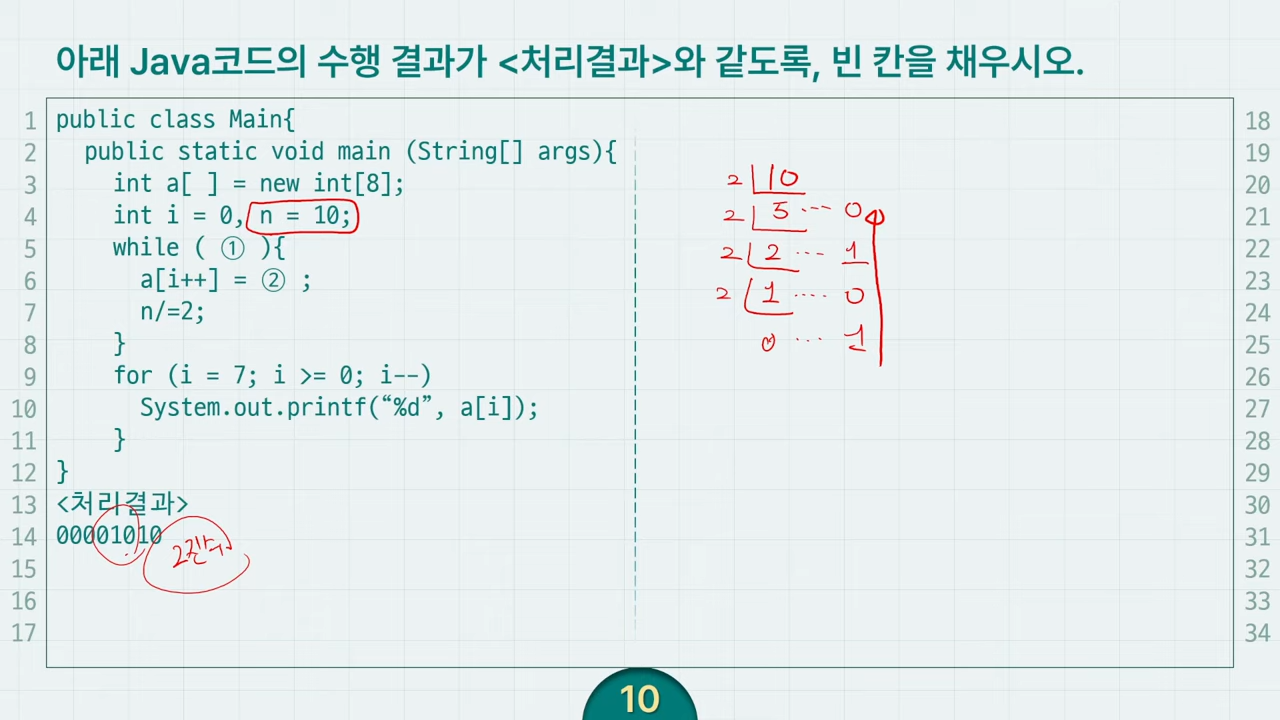 아래 Java코드의 수행 결과가 <처리결과>와 같도록, 빈 칸을 채우시오.
1 public class Main{
2 public static void main (String[] args){
3 int a[ ] = new int[8];
4 int i = 0, n = 10;
5 while ( ① ){
6 a[i++] = ② ;
7 n/=2;
8 }
9 for (i = 7; i >= 0; i--)
10 System.out.printf(“%d”, a[i]);
11 }
12 }
13 <처리결과>
14 00001010
2진수
15
16
17
2 10
2 5 ... 0
2 2 ... 1
2 1 .... 0
0 ... 1
18
19
20
21
22
23
24
25
26
27
28
29
30
31
32
33
34
10